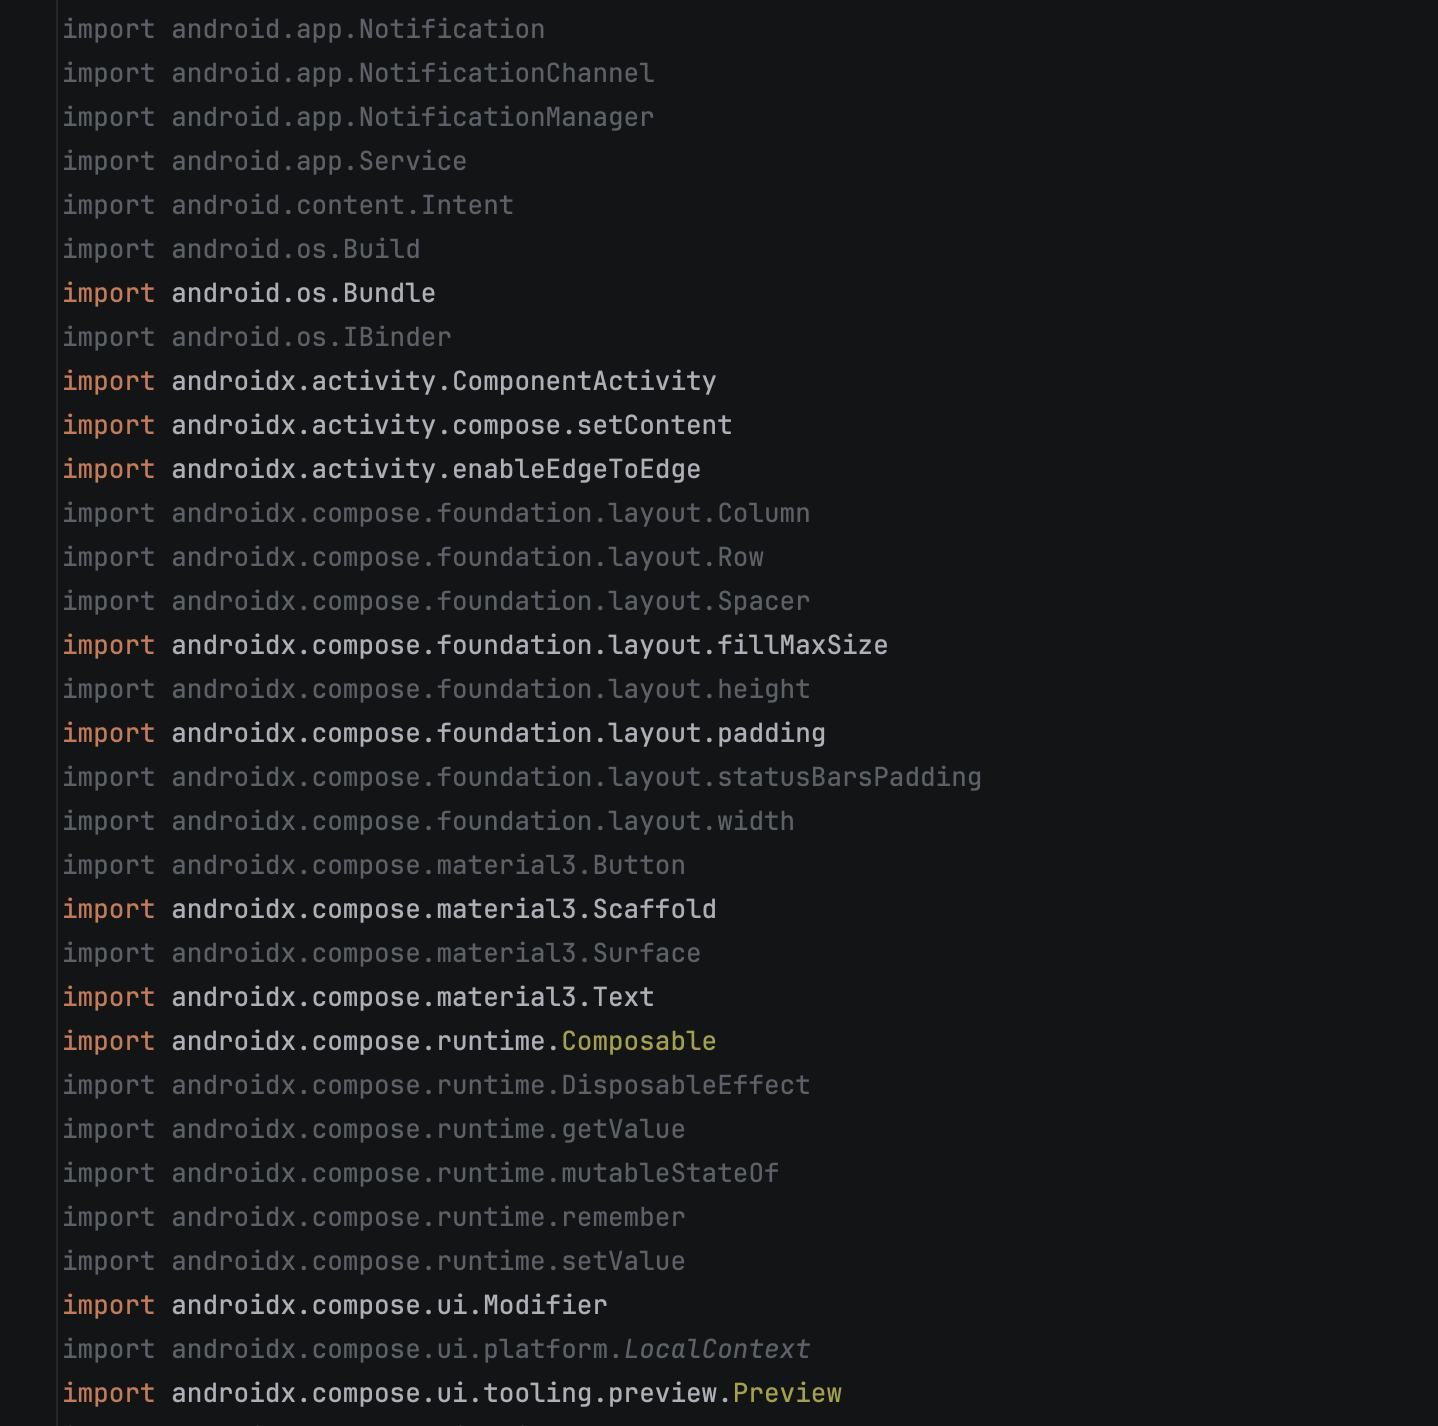 import android.app.Notification
import android.app.NotificationChannel
import android.app.NotificationManager
import android.app.Service
import android.content.Intent
import android.os.Build
import android.os.Bundle
import android.os.IBinder
import androidx.activity.ComponentActivity
import androidx.activity.compose.setContent
import androidx.activity.enableEdgeToEdge
import androidx.compose.foundation.layout.Column
import androidx.compose.foundation.layout.Row
import androidx.compose.foundation.layout.Spacer
import androidx.compose.foundation.layout.fillMaxSize
import androidx.compose.foundation.layout.height
import androidx.compose.foundation.layout.padding
import androidx.compose.foundation.layout.statusBarsPadding
import androidx.compose.foundation.layout.width
import androidx.compose.material3.Button
import androidx.compose.material3.Scaffold
import androidx.compose.material3.Surface
import androidx.compose.material3.Text
import androidx.compose.runtime.Composable
import androidx.compose.runtime.DisposableEffect
import androidx.compose.runtime.getValue
import androidx.compose.runtime.mutableStateOf
import androidx.compose.runtime.remember
import androidx.compose.runtime.setValue
import androidx.compose.ui.Modifier
import androidx.compose.ui.platform.LocalContext
import androidx.compose.ui.tooling.preview.Preview